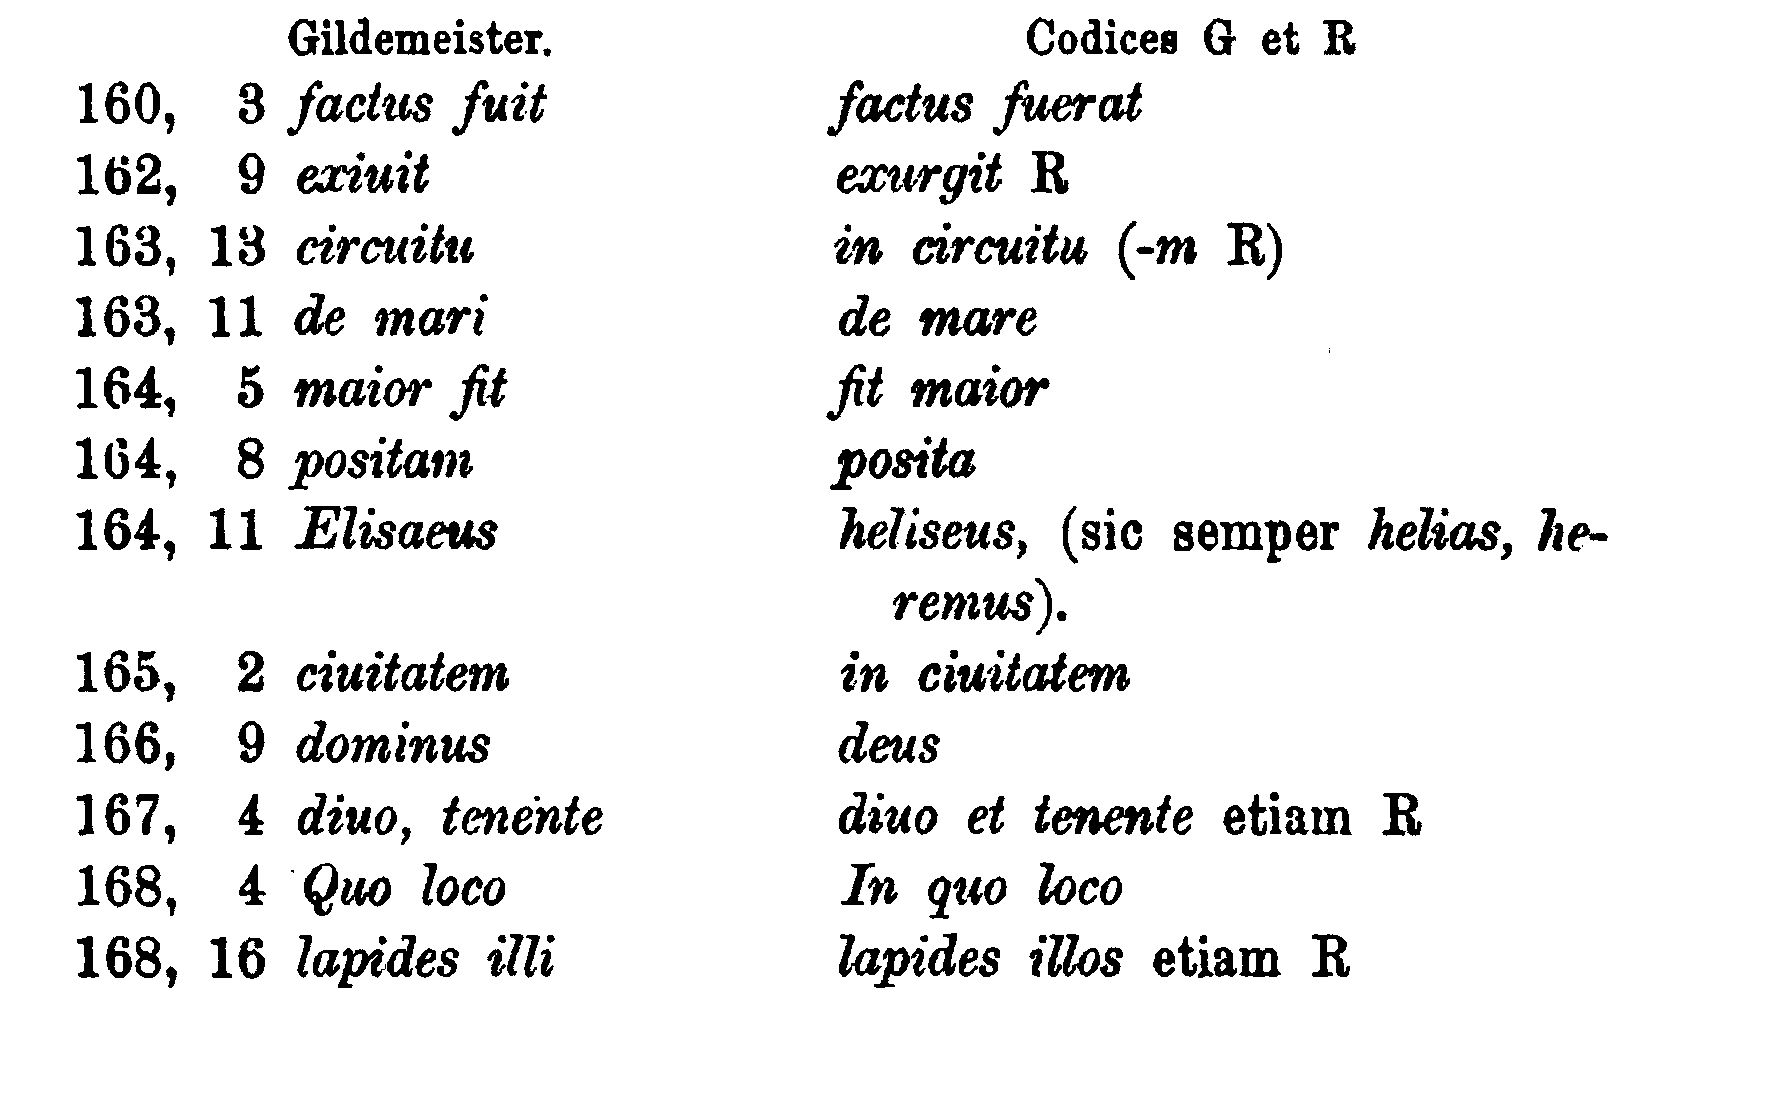 Gildemeister. Codices G et R
160, 3 factus fuit factus fuerat
162, 9 exiuit exurgit R
163, 13 circuitu in circuitu (-m R)
163, 11 de mari de mare
164, 5 maior fit fit maior
164, 8 positam posita
164, 11 Elisaeus heliseus, (sic semper helias, he-
remus).
165, 2 ciuitatem in ciuitatem
166, 9 dominus deus
167, 4 diuo, tenente diuo et tenente etiam R
168, 4 Quo loco In quo loco
168, 16 lapides illi lapides illos etiam R